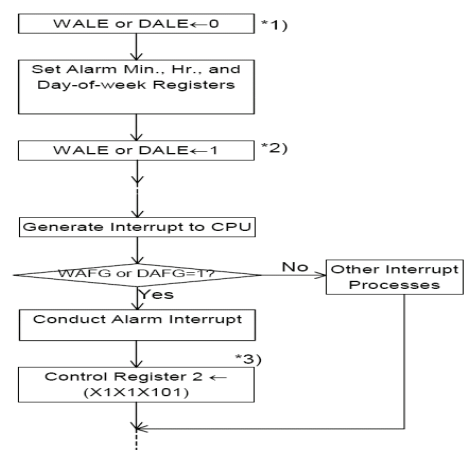 WALE or DALE←0 *1)
Set Alarm Min., Hr., and
Day-of-week Registers
WALE or DALE←1 *2)
Generate Interrupt to CPU
WAFG or DAFG=1?
No
Other Interrupt
Processes
Yes
Conduct Alarm Interrupt
*3)
Control Register 2 ←
(X1X1X101)